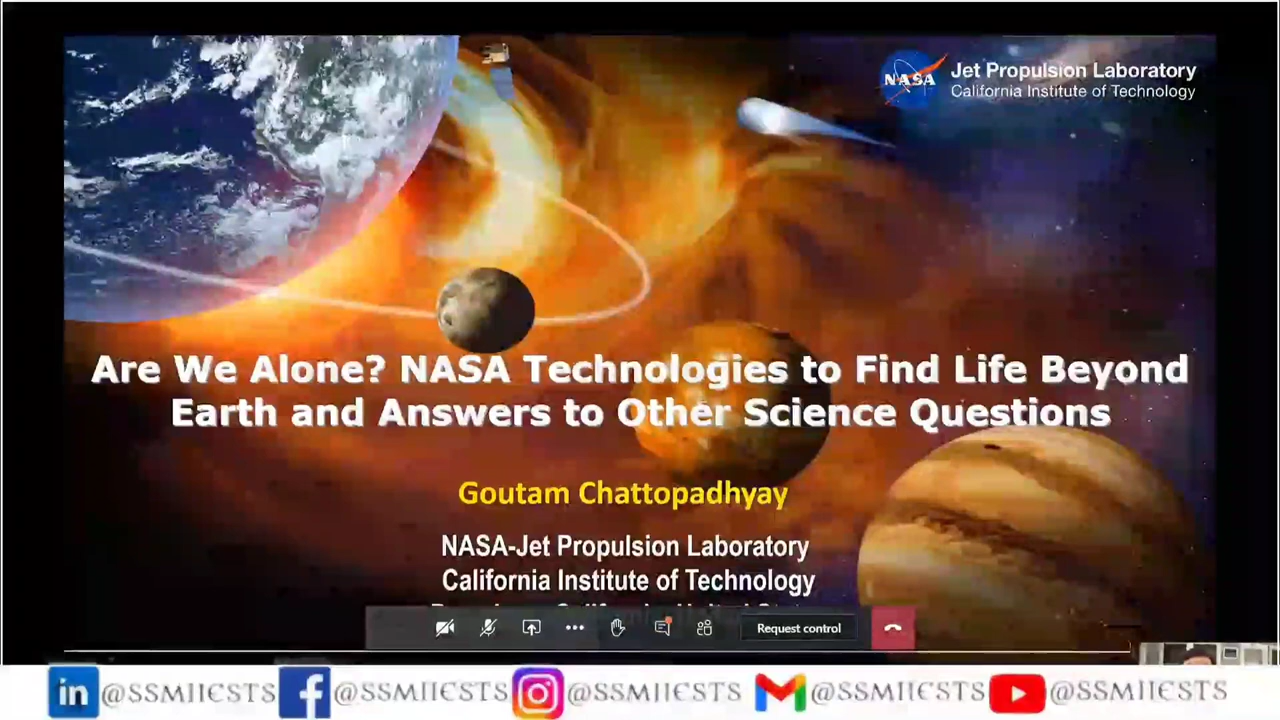 NASA
Jet Propulsion Laboratory
California Institute of Technology
Are We Alone? NASA Technologies to Find Life Beyond
Earth and Answers to Other Science Questions
Goutam Chattopadhyay
NASA-Jet Propulsion Laboratory
California Institute of Technology
Request control
in @SSMIIESTS f @SSMIIESTS @SSMIIESTS @SSMIIESTS @SSMIIESTS